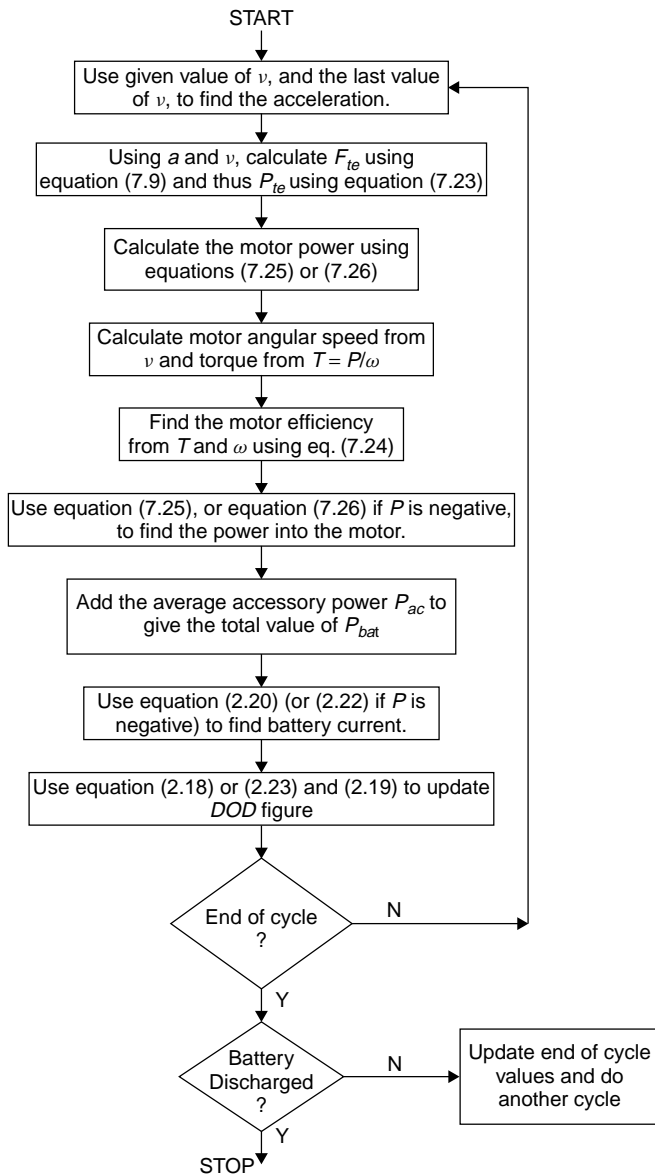 START
Use given value of ν, and the last value
of ν, to find the acceleration.
Using a and ν, calculate Fte using
equation (7.9) and thus Pte using equation (7.23)
Calculate the motor power using
equations (7.25) or (7.26)
Calculate motor angular speed from
ν and torque from T = P/ω
Find the motor efficiency
from T and ω using eq. (7.24)
Use equation (7.25), or equation (7.26) if P is negative,
to find the power into the motor.
Add the average accessory power Pac to
give the total value of Pbat
Use equation (2.20) (or (2.22) if P is
negative) to find battery current.
Use equation (2.18) or (2.23) and (2.19) to update
DOD figure
End of cycle
?
N
Y
Battery
Discharged
?
N
Update end of cycle
values and do
another cycle
Y
STOP